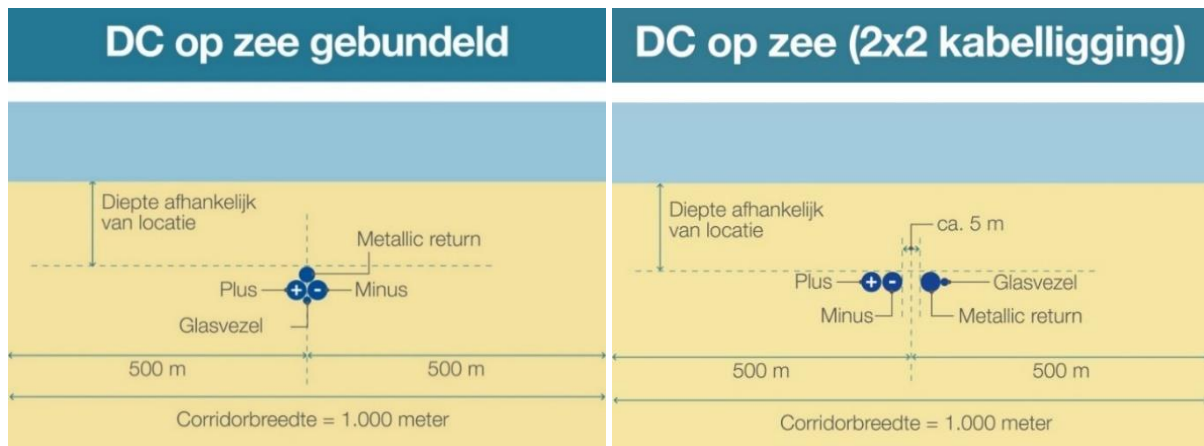 DC op zee gebundeld
Diepte afhankelijk
van locatie
Metallic return
Plus
+
-
Minus
Glasvezel
500 m
500 m
Corridorbreedte = 1.000 meter
DC op zee (2x2 kabelligging)
Diepte afhankelijk
van locatie
ca. 5 m
Plus
+
-
Glasvezel
Minus
Metallic return
500 m
500 m
Corridorbreedte = 1.000 meter